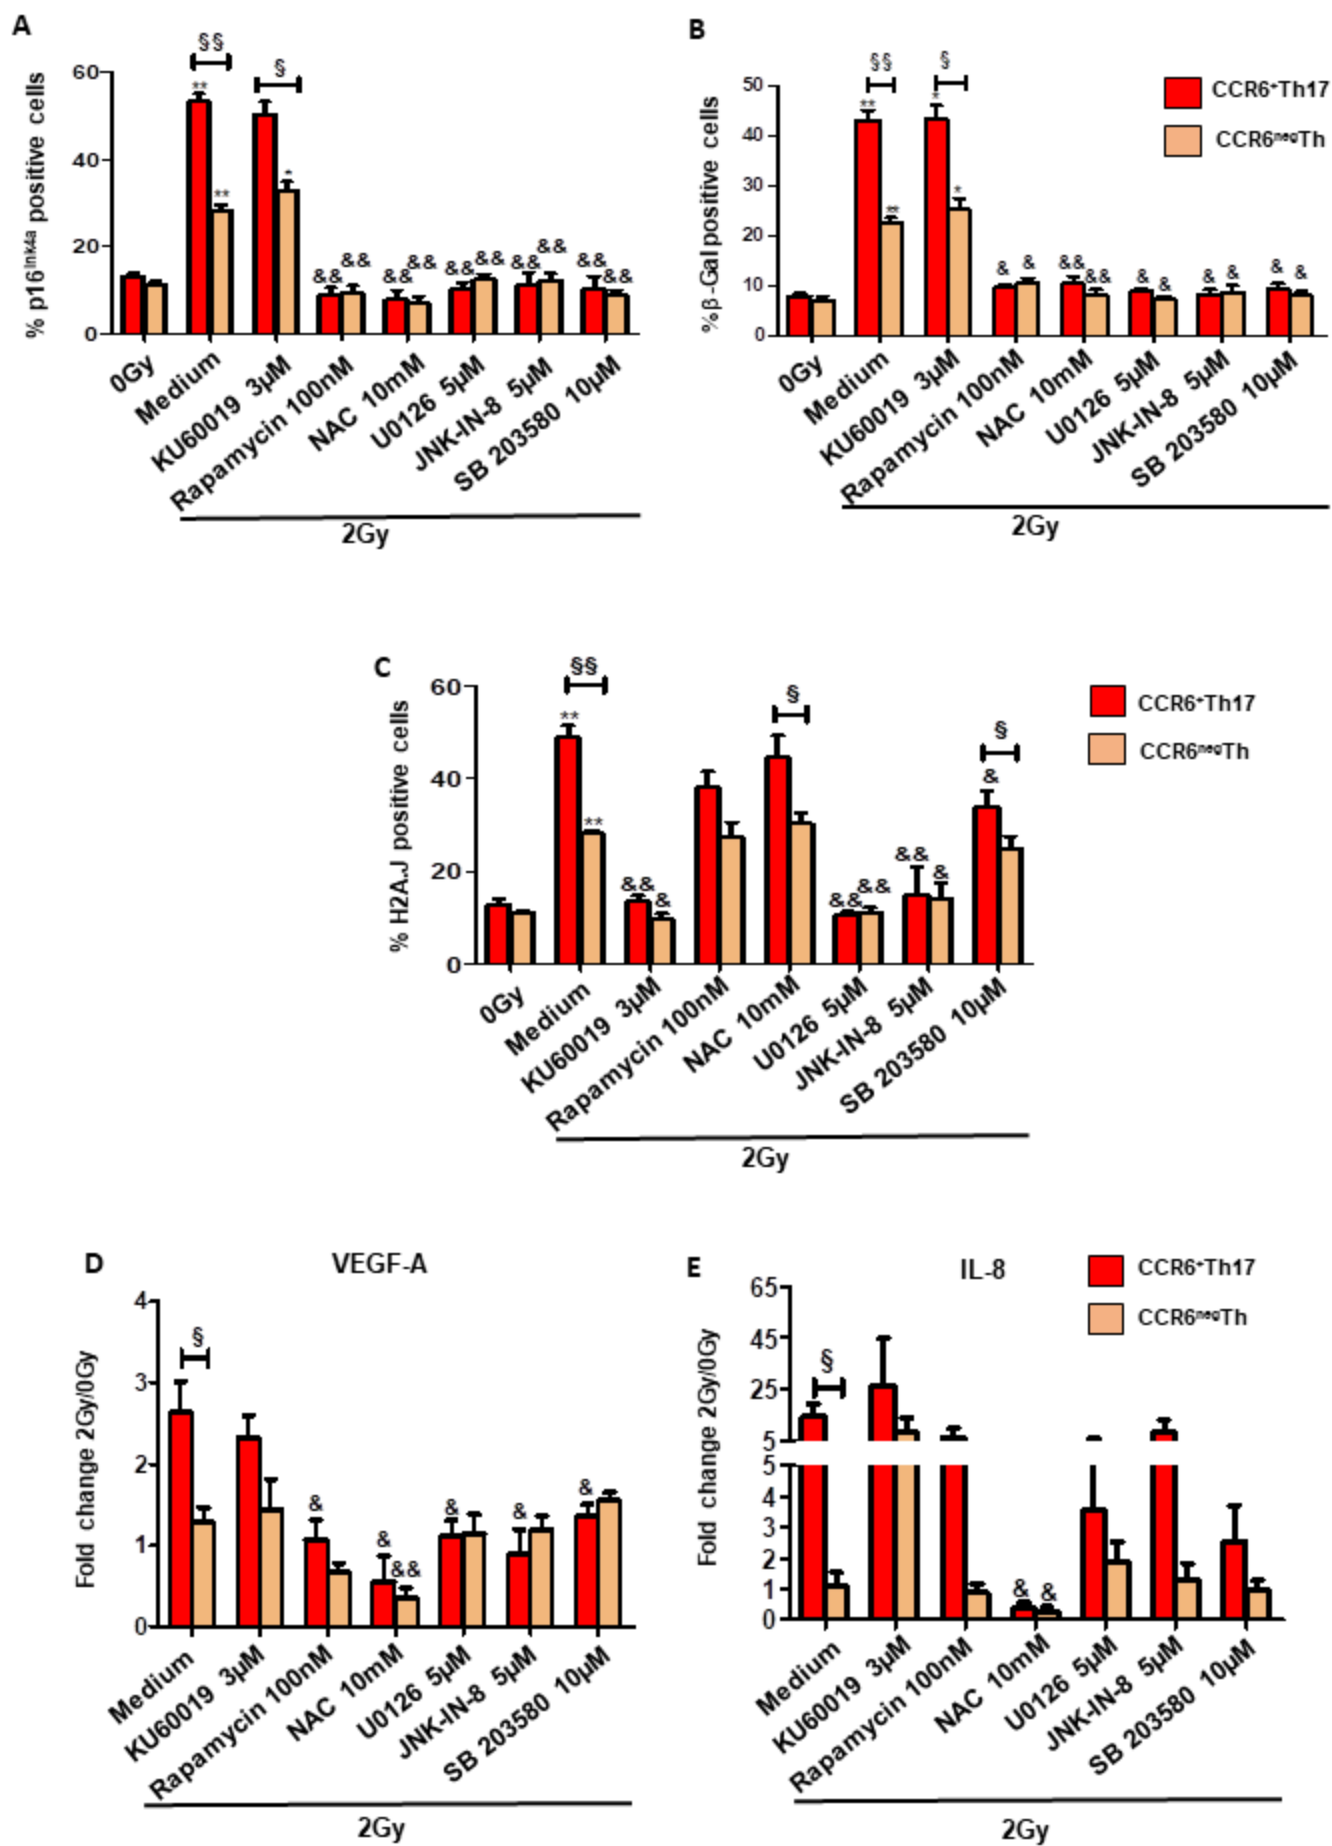 A
% p16ᴵⁿᵏ⁴ᵃ positive cells
60
40
20
0
§§
§
**
**
*
&& && && && && && && && && &&
0Gy
Medium
KU60019 3µM
Rapamycin 100nM
NAC 10mM
U0126 5µM
JNK-IN-8 5µM
SB 203580 10µM
2Gy
B
% β-Gal positive cells
50
40
30
20
10
0
§§
§
**
**
*
*
& & && && & & & & & &
CCR6⁺Th17
CCR6ⁿᵉᵍTh
0Gy
Medium
KU60019 3µM
Rapamycin 100nM
NAC 10mM
U0126 5µM
JNK-IN-8 5µM
SB 203580 10µM
2Gy
C
% H2A.J positive cells
60
40
20
0
§§
§
§
**
**
&& & && && && & &
CCR6⁺Th17
CCR6ⁿᵉᵍTh
0Gy
Medium
KU60019 3µM
Rapamycin 100nM
NAC 10mM
U0126 5µM
JNK-IN-8 5µM
SB 203580 10µM
2Gy
D
VEGF-A
Fold change 2Gy/0Gy
4
3
2
1
0
§
& & && & & &
Medium
KU60019 3µM
Rapamycin 100nM
NAC 10mM
U0126 5µM
JNK-IN-8 5µM
SB 203580 10µM
2Gy
E
IL-8
Fold change 2Gy/0Gy
65
45
25
5
5
4
3
2
1
0
§
& &
CCR6⁺Th17
CCR6ⁿᵉᵍTh
Medium
KU60019 3µM
Rapamycin 100nM
NAC 10mM
U0126 5µM
JNK-IN-8 5µM
SB 203580 10µM
2Gy